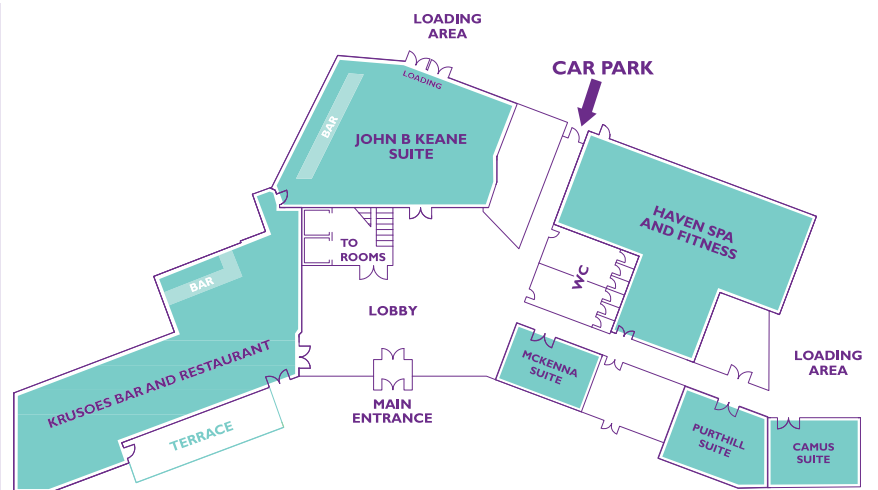 LOADING
AREA
CAR PARK
LOADING
BAR
JOHN B KEANE
SUITE
HAVEN SPA
AND FITNESS
TO
ROOMS
WC
BAR
LOBBY
KRUSOES BAR AND RESTAURANT
MCKENNA
SUITE
LOADING
AREA
MAIN
ENTRANCE
TERRACE
PURTHILL
SUITE
CAMUS
SUITE